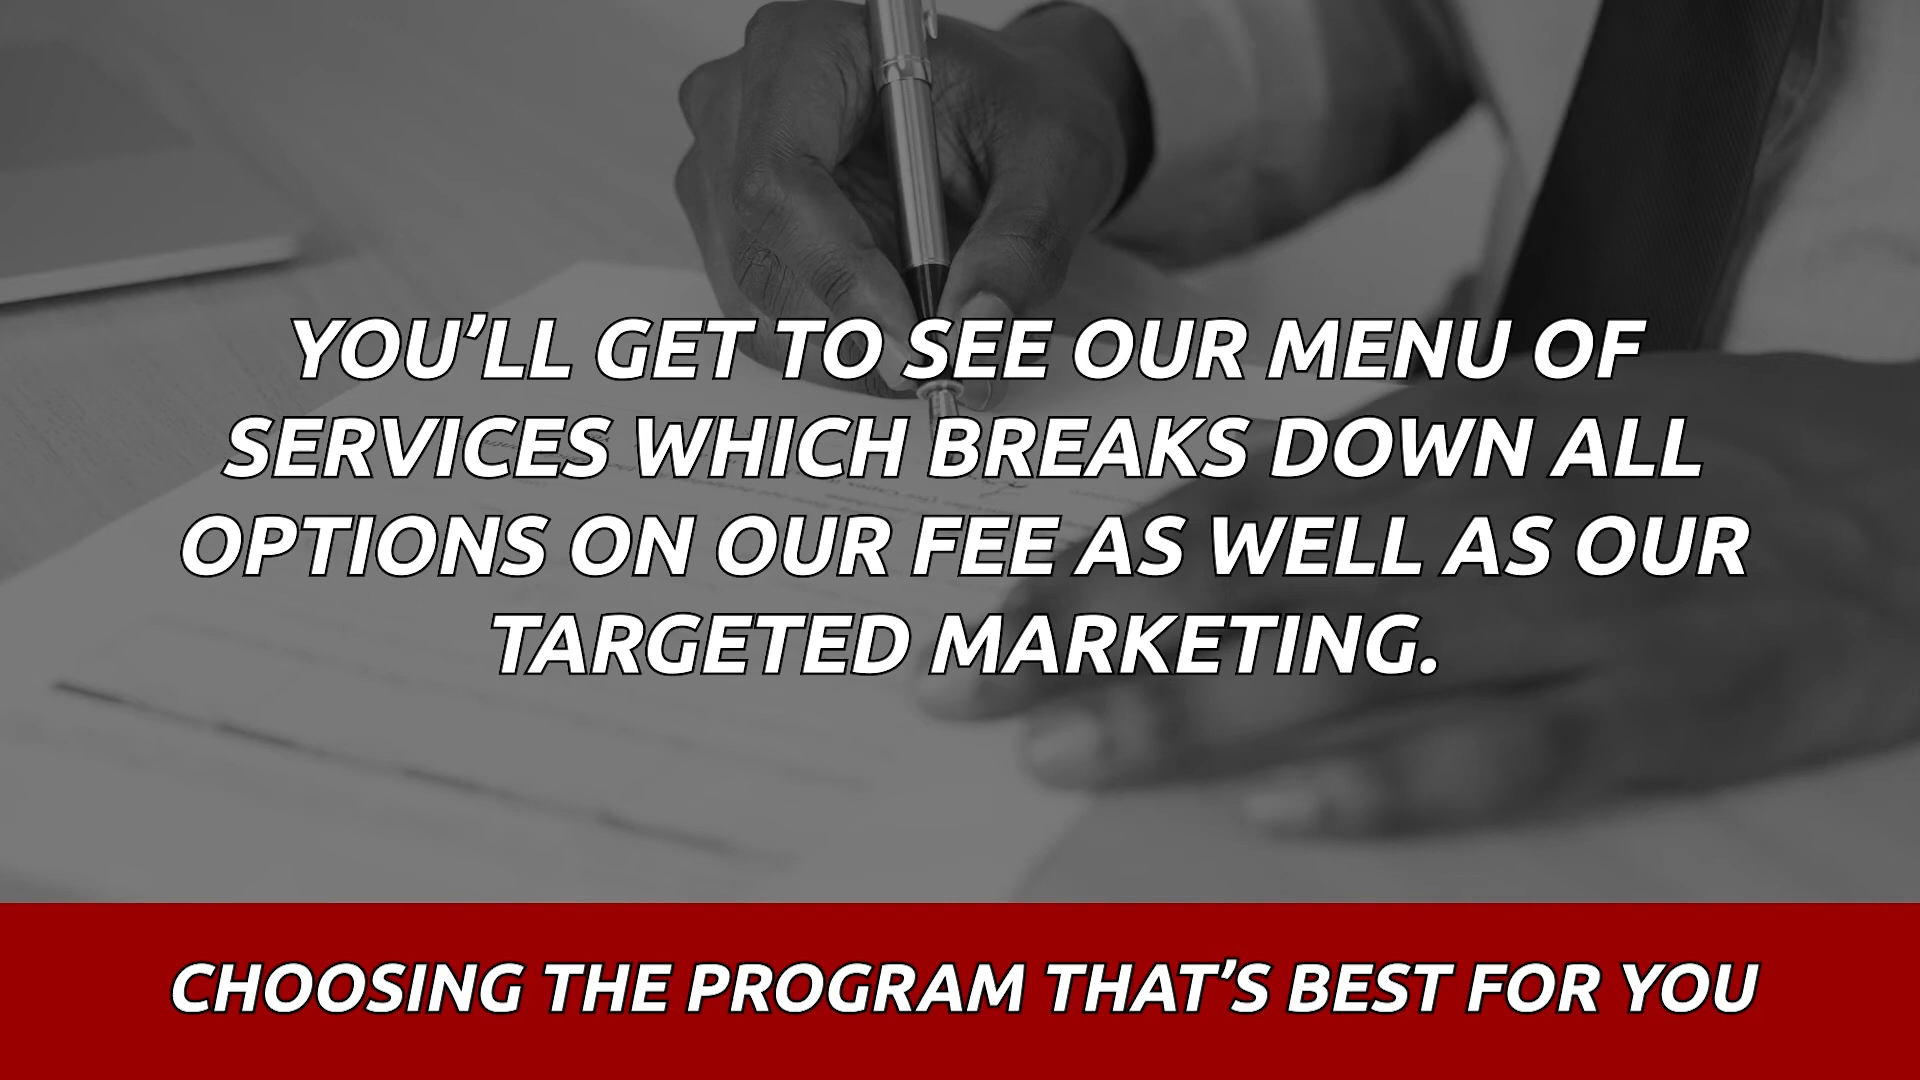 YOU’LL GET TO SEE OUR MENU OF
SERVICES WHICH BREAKS DOWN ALL
OPTIONS ON OUR FEE AS WELL AS OUR
TARGETED MARKETING.
CHOOSING THE PROGRAM THAT’S BEST FOR YOU